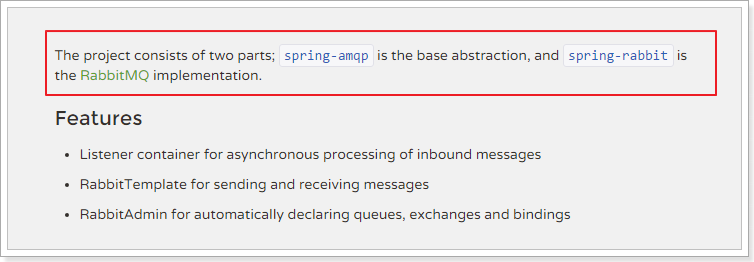 The project consists of two parts; spring-amqp is the base abstraction, and spring-rabbit is
the RabbitMQ implementation.
Features
• Listener container for asynchronous processing of inbound messages
• RabbitTemplate for sending and receiving messages
• RabbitAdmin for automatically declaring queues, exchanges and bindings